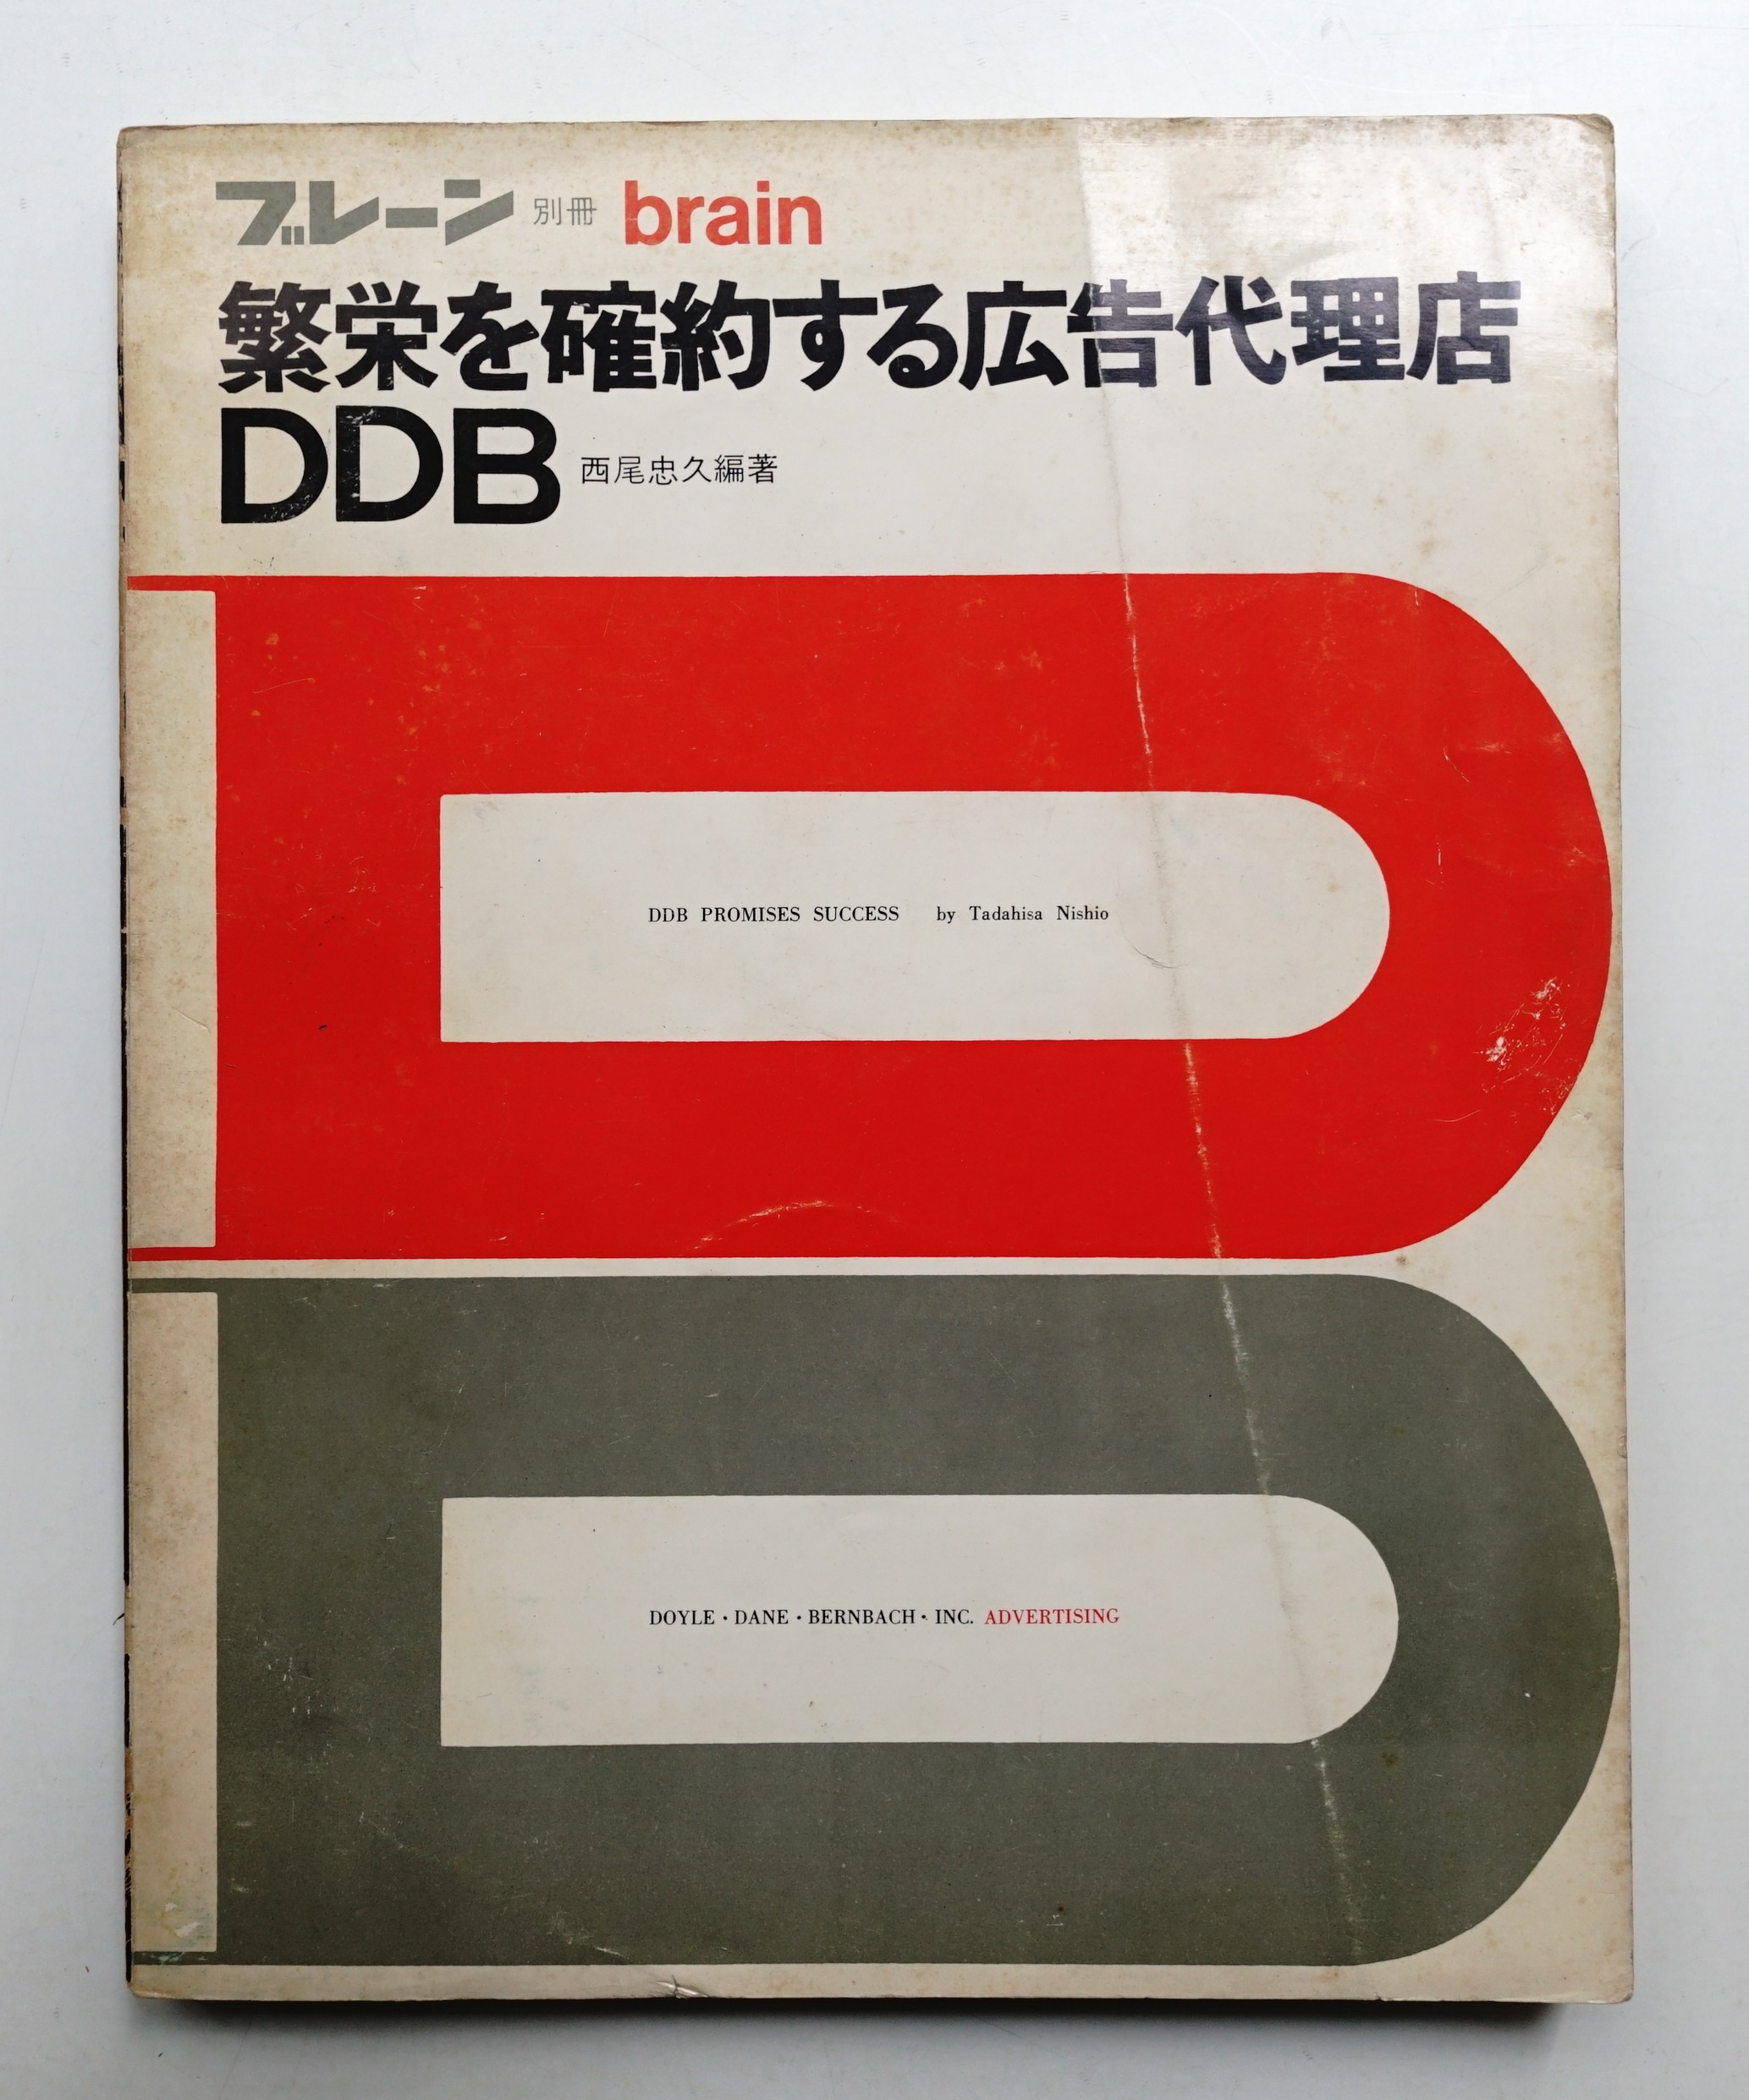 ブレーン 別冊 brain
繁栄を確約する広告代理店
DDB 西尾忠久編著
DDB PROMISES SUCCESS by Tadahisa Nishio
DOYLE・DANE・BERNBACH・INC. ADVERTISING